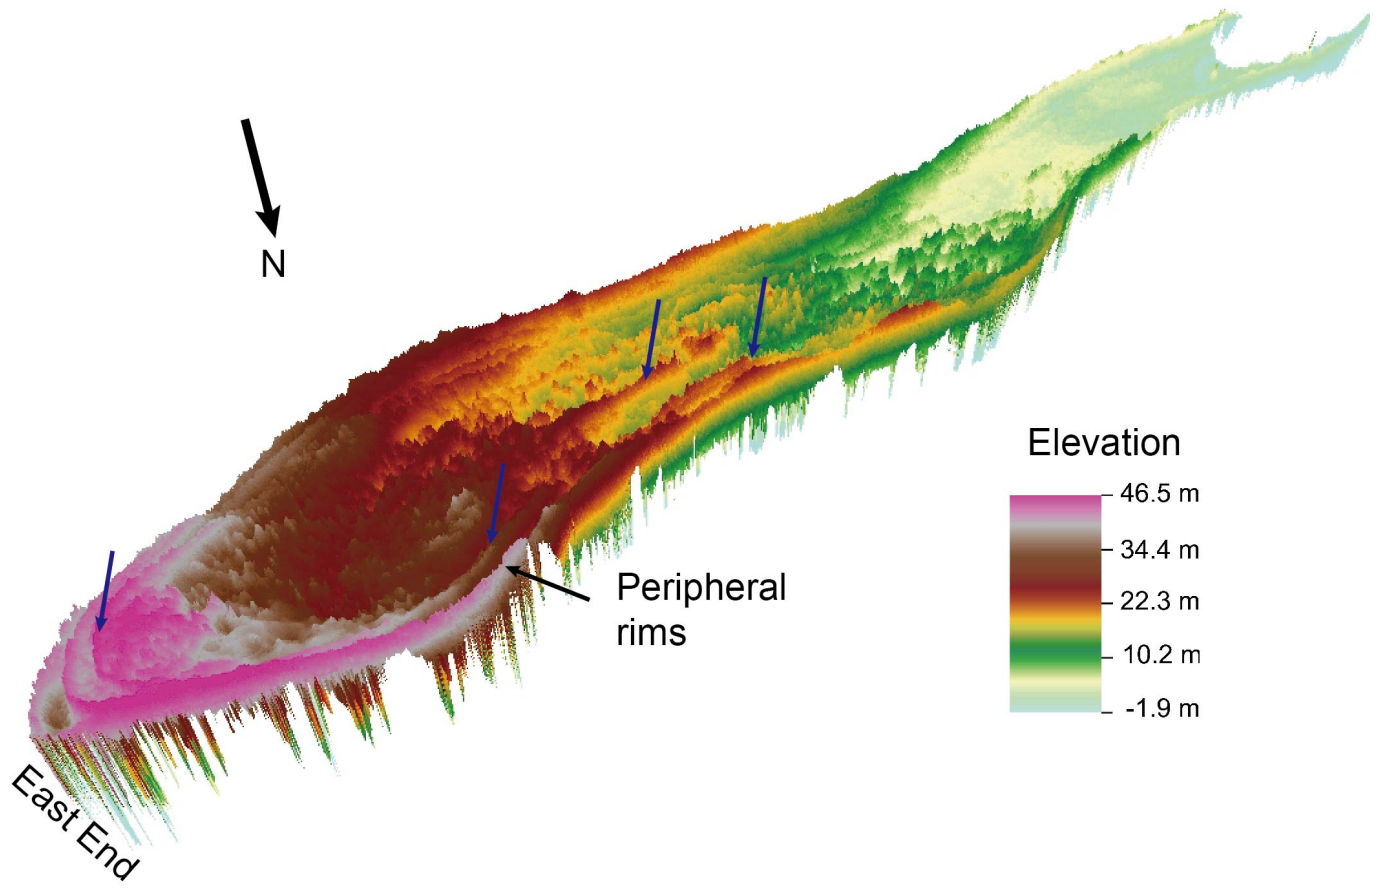 N
Elevation
46.5 m
34.4 m
22.3 m
10.2 m
-1.9 m
Peripheral
rims
East End